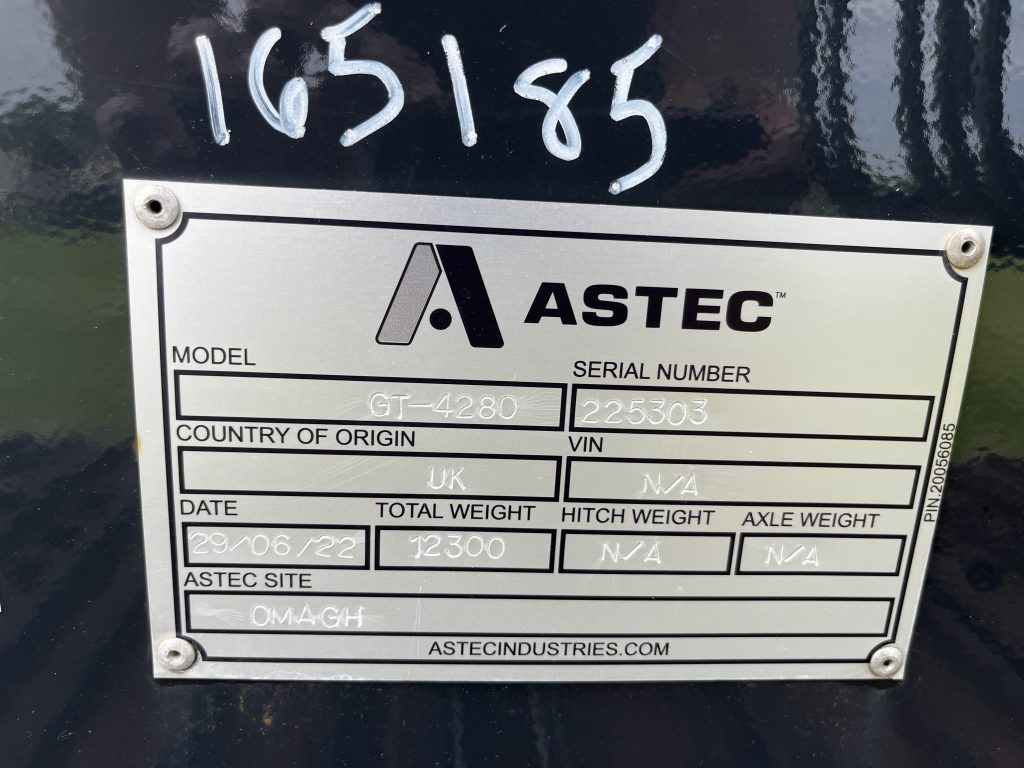 165185
ASTEC™
MODEL
SERIAL NUMBER
GT-4280
225303
COUNTRY OF ORIGIN
VIN
UK
N/A
DATE
TOTAL WEIGHT
HITCH WEIGHT
AXLE WEIGHT
29/06/22
12300
N/A
N/A
ASTEC SITE
OMAGH
ASTECINDUSTRIES.COM
PIN.20056085